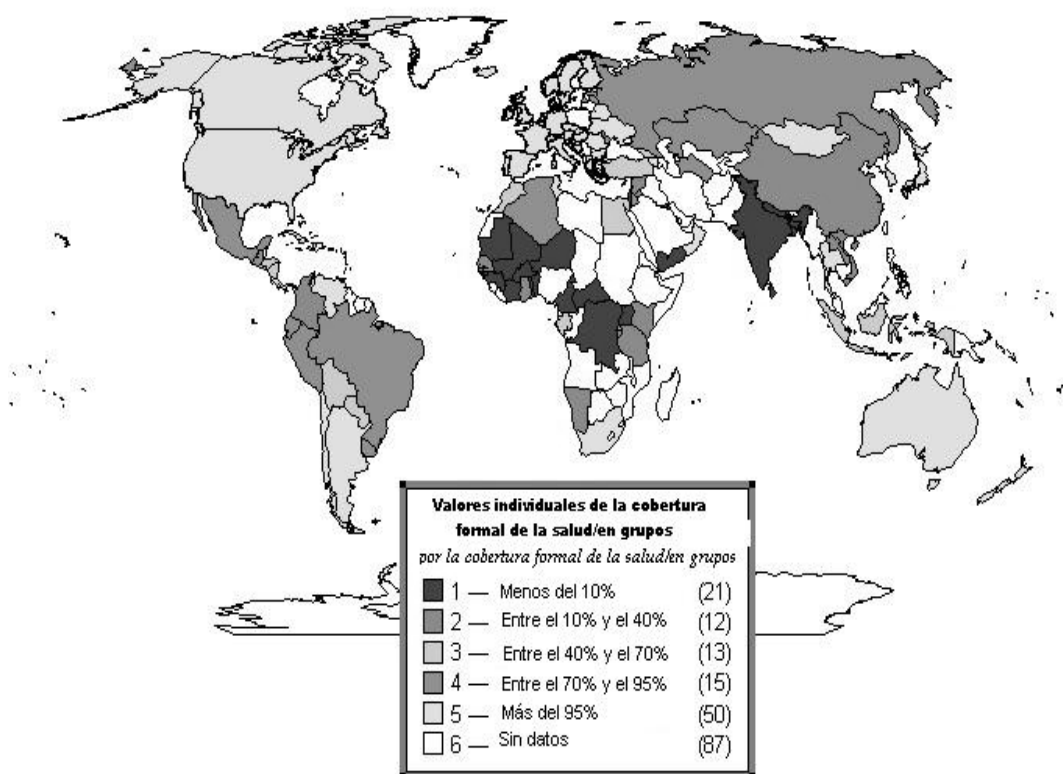 Valores individuales de la cobertura
formal de la salud/en grupos
por la cobertura formal de la salud/en grupos
1 — Menos del 10% (21)
2 — Entre el 10% y el 40% (12)
3 — Entre el 40% y el 70% (13)
4 — Entre el 70% y el 95% (15)
5 — Más del 95% (50)
6 — Sin datos (87)